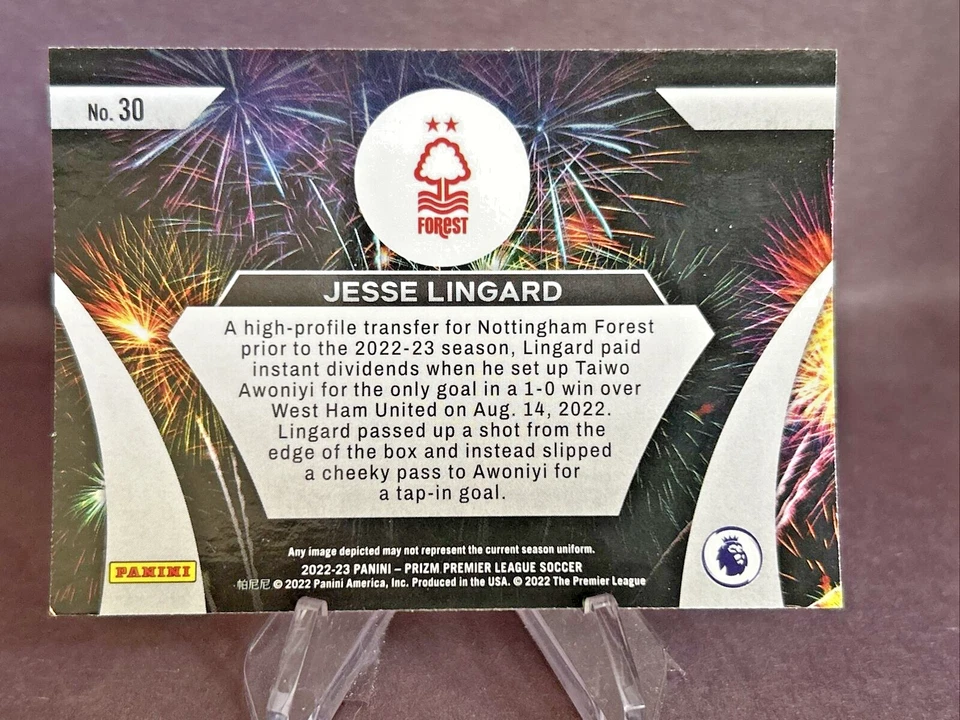 No. 30
FOREST
JESSE LINGARD
A high-profile transfer for Nottingham Forest
prior to the 2022-23 season, Lingard paid
instant dividends when he set up Taiwo
Awoniyi for the only goal in a 1-0 win over
West Ham United on Aug. 14, 2022.
Lingard passed up a shot from the
edge of the box and instead slipped
a cheeky pass to Awoniyi for
a tap-in goal.
Any image depicted may not represent the current season uniform.
2022-23 PANINI – PRIZM PREMIER LEAGUE SOCCER
帕尼尼 © 2022 Panini America, Inc. Produced in the USA. © 2022 The Premier League
PANINI